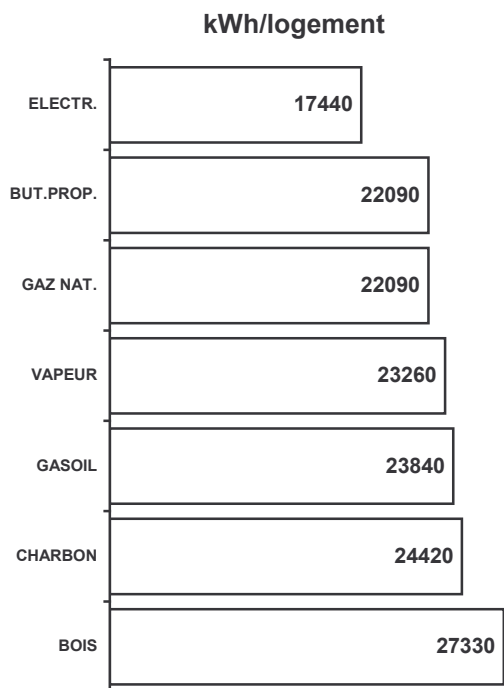 kWh/logement
ELECTR. 17440
BUT.PROP. 22090
GAZ NAT. 22090
VAPEUR 23260
GASOIL 23840
CHARBON 24420
BOIS 27330